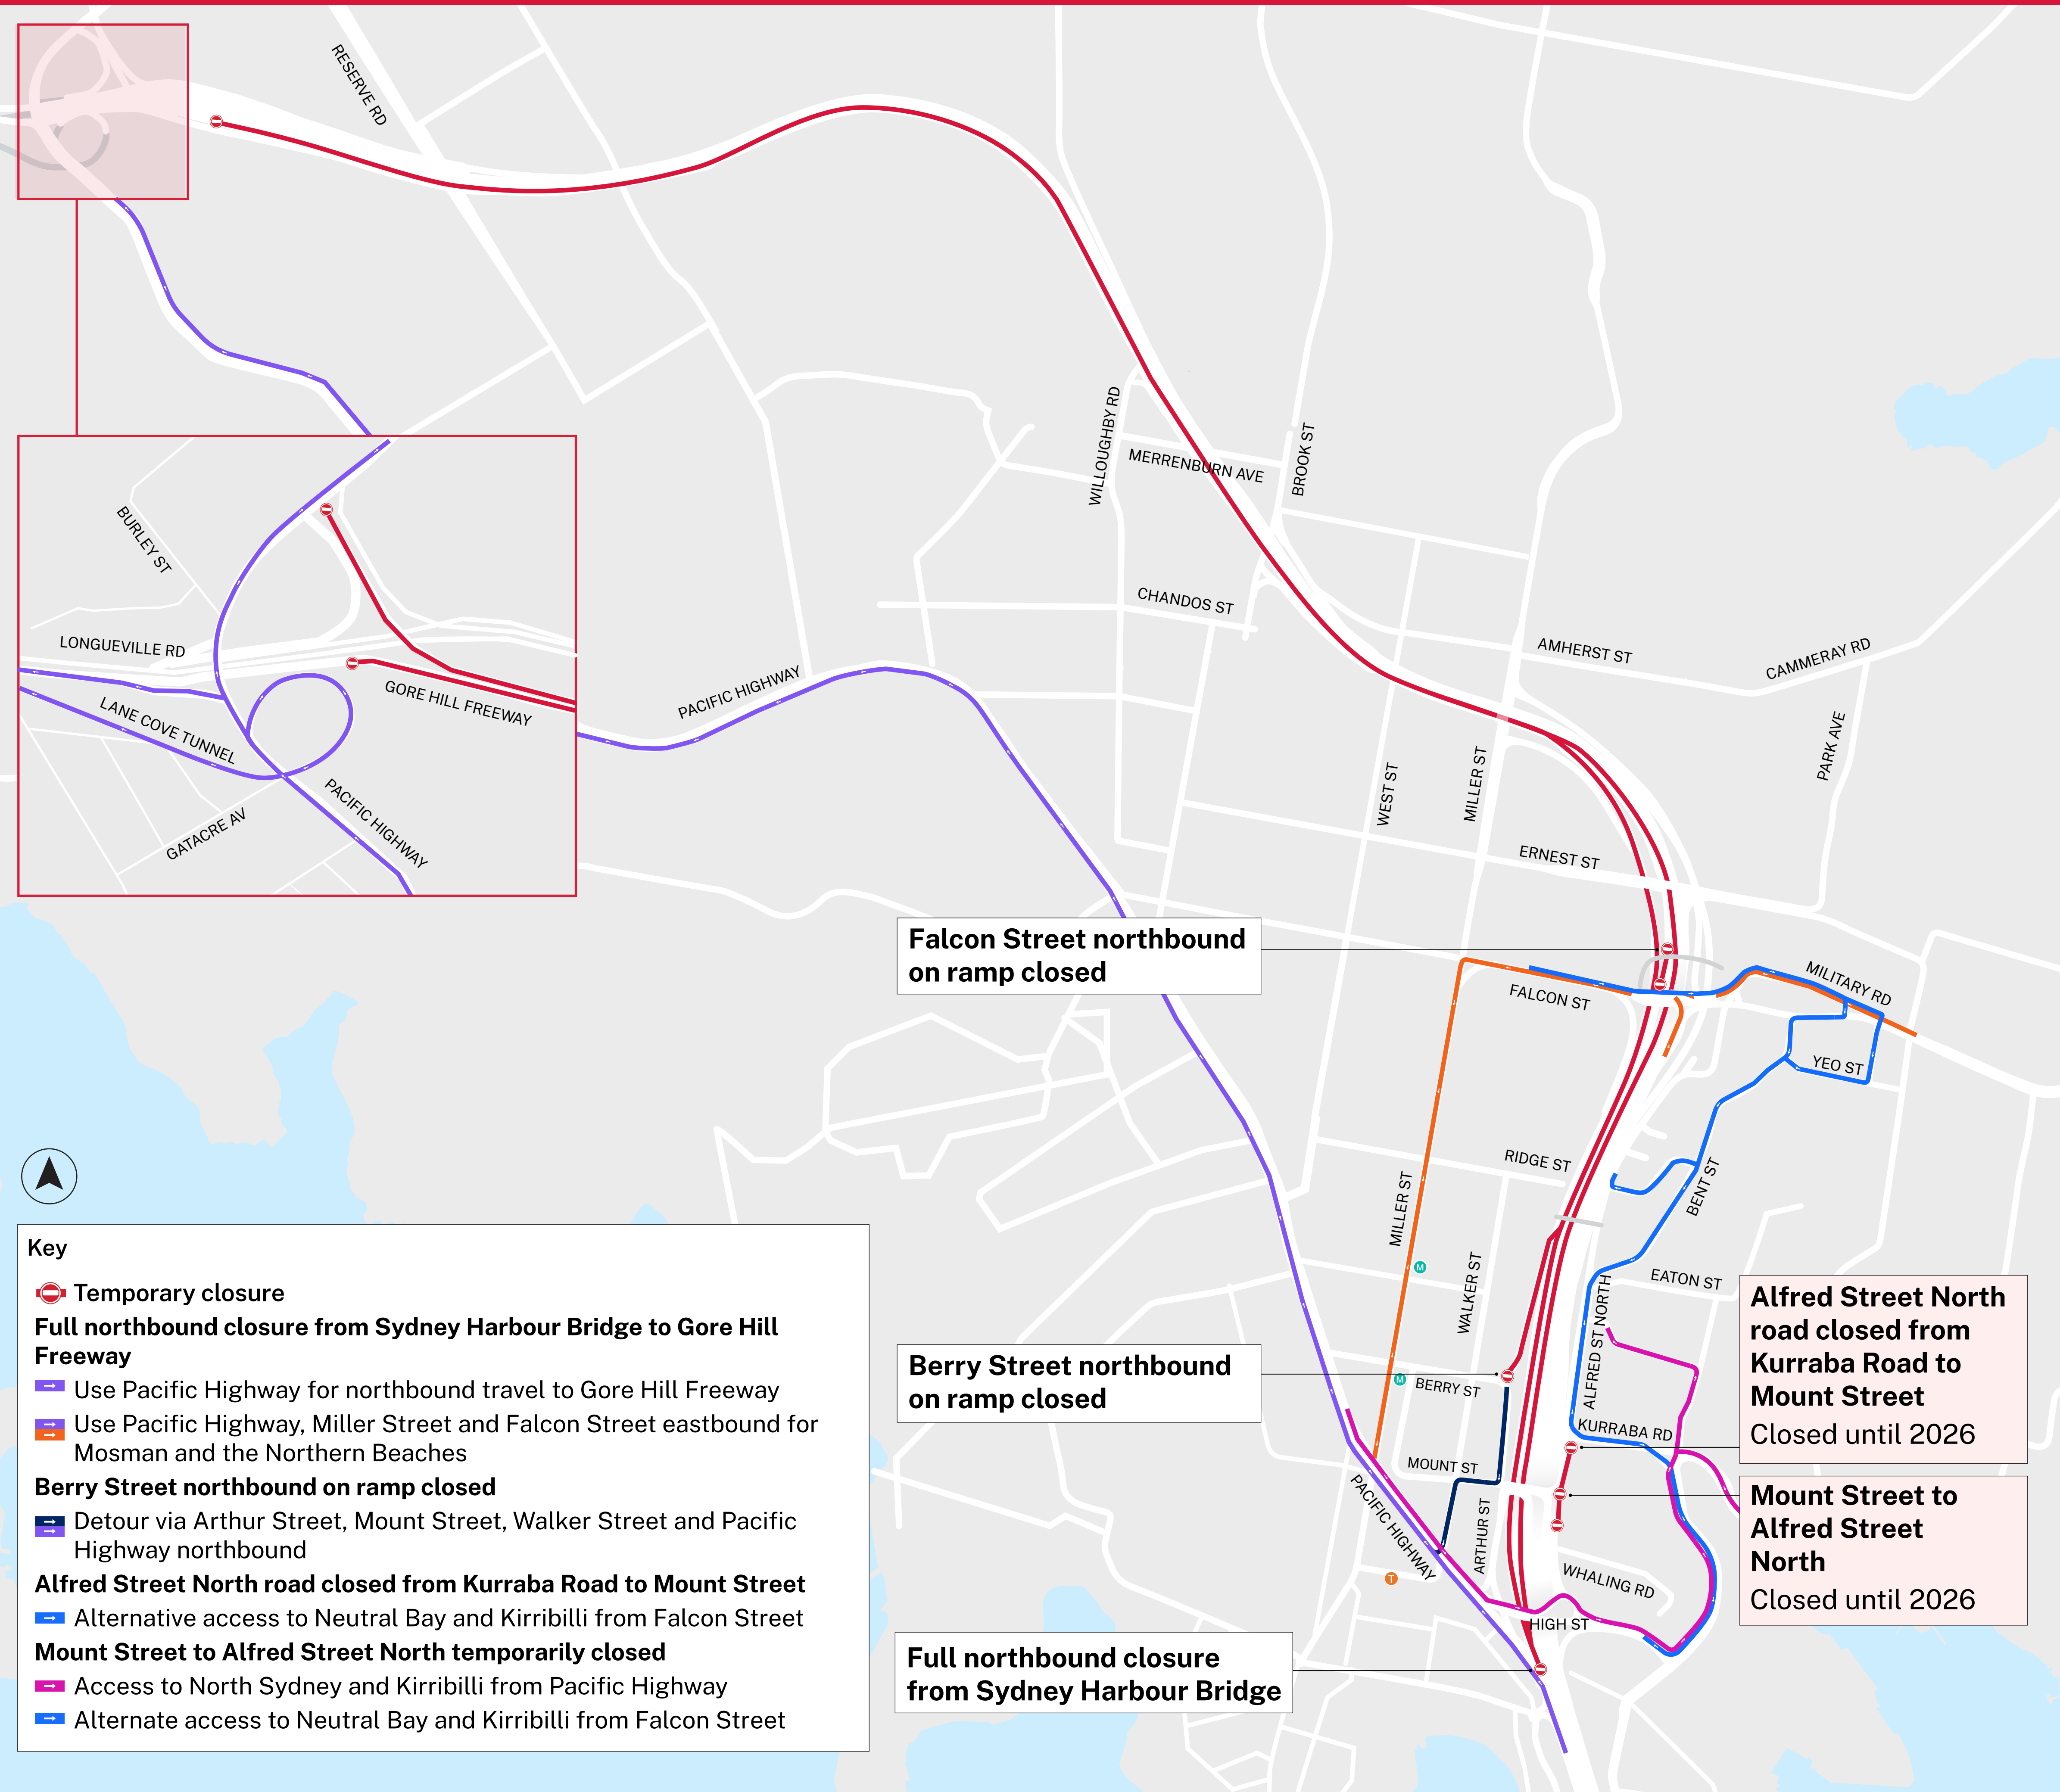 RESERVE RD
WILLOUGHBY RD
MERRENBURN AVE
BROOK ST
BURLEY ST
LONGUEVILLE RD
LANE COVE TUNNEL
GORE HILL FREEWAY
GATACRE AV
PACIFIC HIGHWAY
CHANDOS ST
AMHERST ST
CAMMERAY RD
PACIFIC HIGHWAY
PARK AVE
WEST ST
MILLER ST
ERNEST ST
Falcon Street northbound
on ramp closed
FALCON ST
MILITARY RD
YEO ST
RIDGE ST
BENT ST
MILLER ST
M
WALKER ST
EATON ST
ALFRED ST NORTH
Alfred Street North
road closed from
Kurraba Road to
Mount Street
Closed until 2026
Berry Street northbound
on ramp closed
M
BERRY ST
KURRABA RD
MOUNT ST
PACIFIC HIGHWAY
ARTHUR ST
Mount Street to
Alfred Street
North
Closed until 2026
T
WHALING RD
HIGH ST
Full northbound closure
from Sydney Harbour Bridge
Key
Temporary closure
Full northbound closure from Sydney Harbour Bridge to Gore Hill
Freeway
Use Pacific Highway for northbound travel to Gore Hill Freeway
Use Pacific Highway, Miller Street and Falcon Street eastbound for
Mosman and the Northern Beaches
Berry Street northbound on ramp closed
Detour via Arthur Street, Mount Street, Walker Street and Pacific
Highway northbound
Alfred Street North road closed from Kurraba Road to Mount Street
Alternative access to Neutral Bay and Kirribilli from Falcon Street
Mount Street to Alfred Street North temporarily closed
Access to North Sydney and Kirribilli from Pacific Highway
Alternate access to Neutral Bay and Kirribilli from Falcon Street